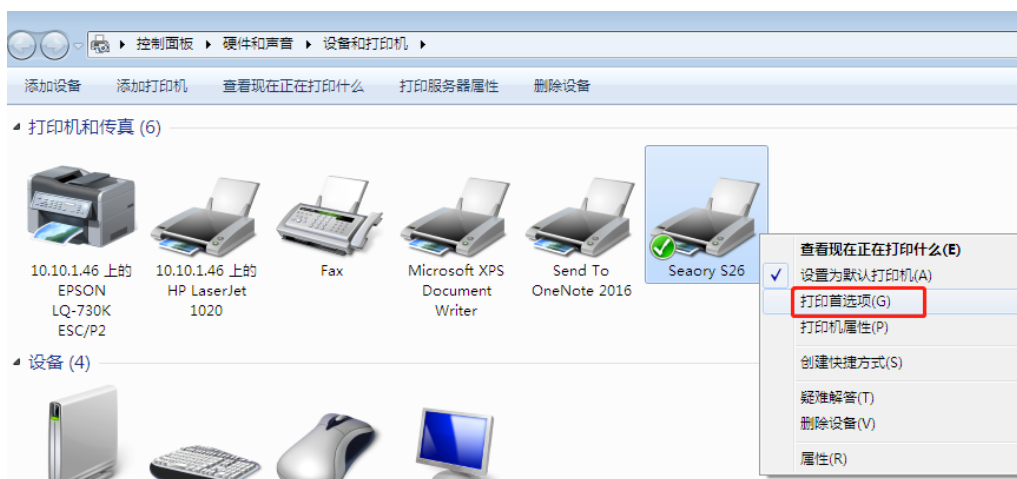 控制面板 硬件和声音 设备和打印机
添加设备 添加打印机 查看现在正在打印什么 打印服务器属性 删除设备
打印机和传真 (6)
10.10.1.46 上的
EPSON
LQ-730K
ESC/P2
10.10.1.46 上的
HP LaserJet
1020
Fax
Microsoft XPS
Document
Writer
Send To
OneNote 2016
Seaory S26
查看现在正在打印什么(E)
设置为默认打印机(A)
打印首选项(G)
打印机属性(P)
创建快捷方式(S)
疑难解答(T)
删除设备(V)
属性(R)
设备 (4)